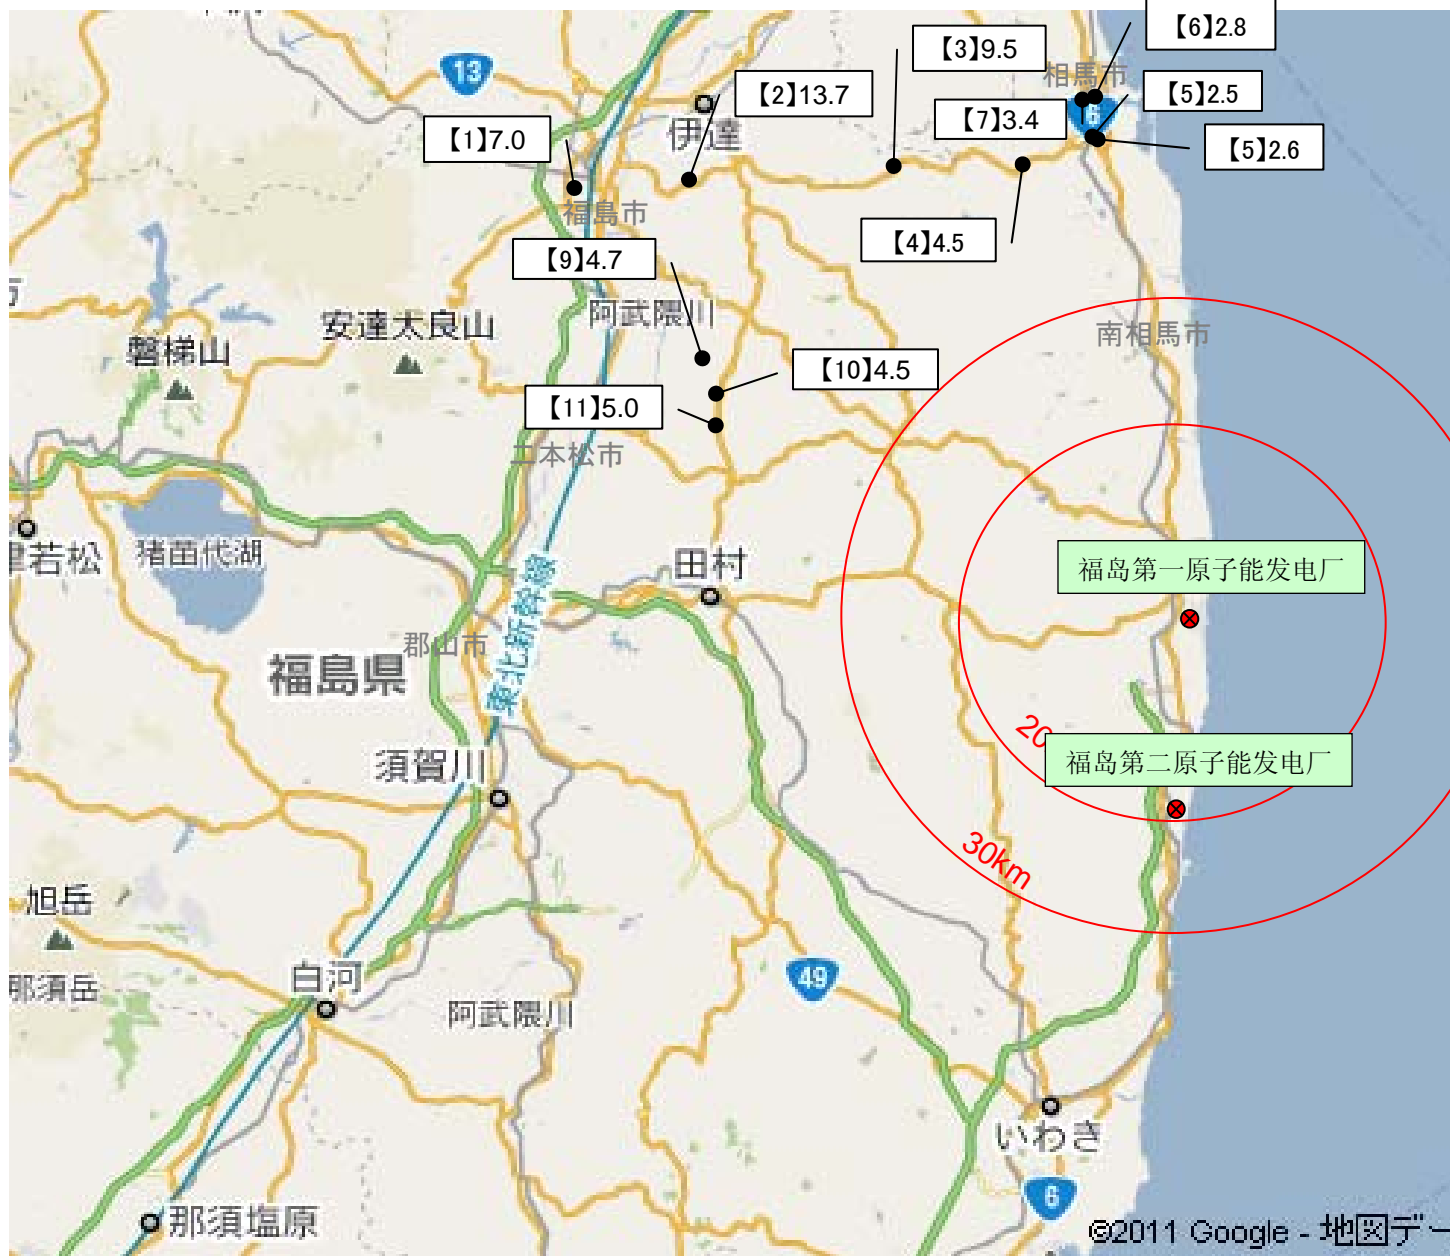 【6】2.8
【3】9.5
13
相馬市
【2】13.7
【5】2.5
6
【7】3.4
伊達
【1】7.0
【5】2.6
福島市
【4】4.5
【9】4.7
阿武隈川
安達太良山
南相馬市
磐梯山
【10】4.5
【11】5.0
二本松市
猪苗代湖
若松
田村
福岛第一原子能发电厂
東北新幹線
郡山市
福島県
20
福岛第二原子能发电厂
須賀川
30km
旭岳
白河
49
那須岳
阿武隈川
いわき
6
那須塩原
©2011 Google - 地図デー